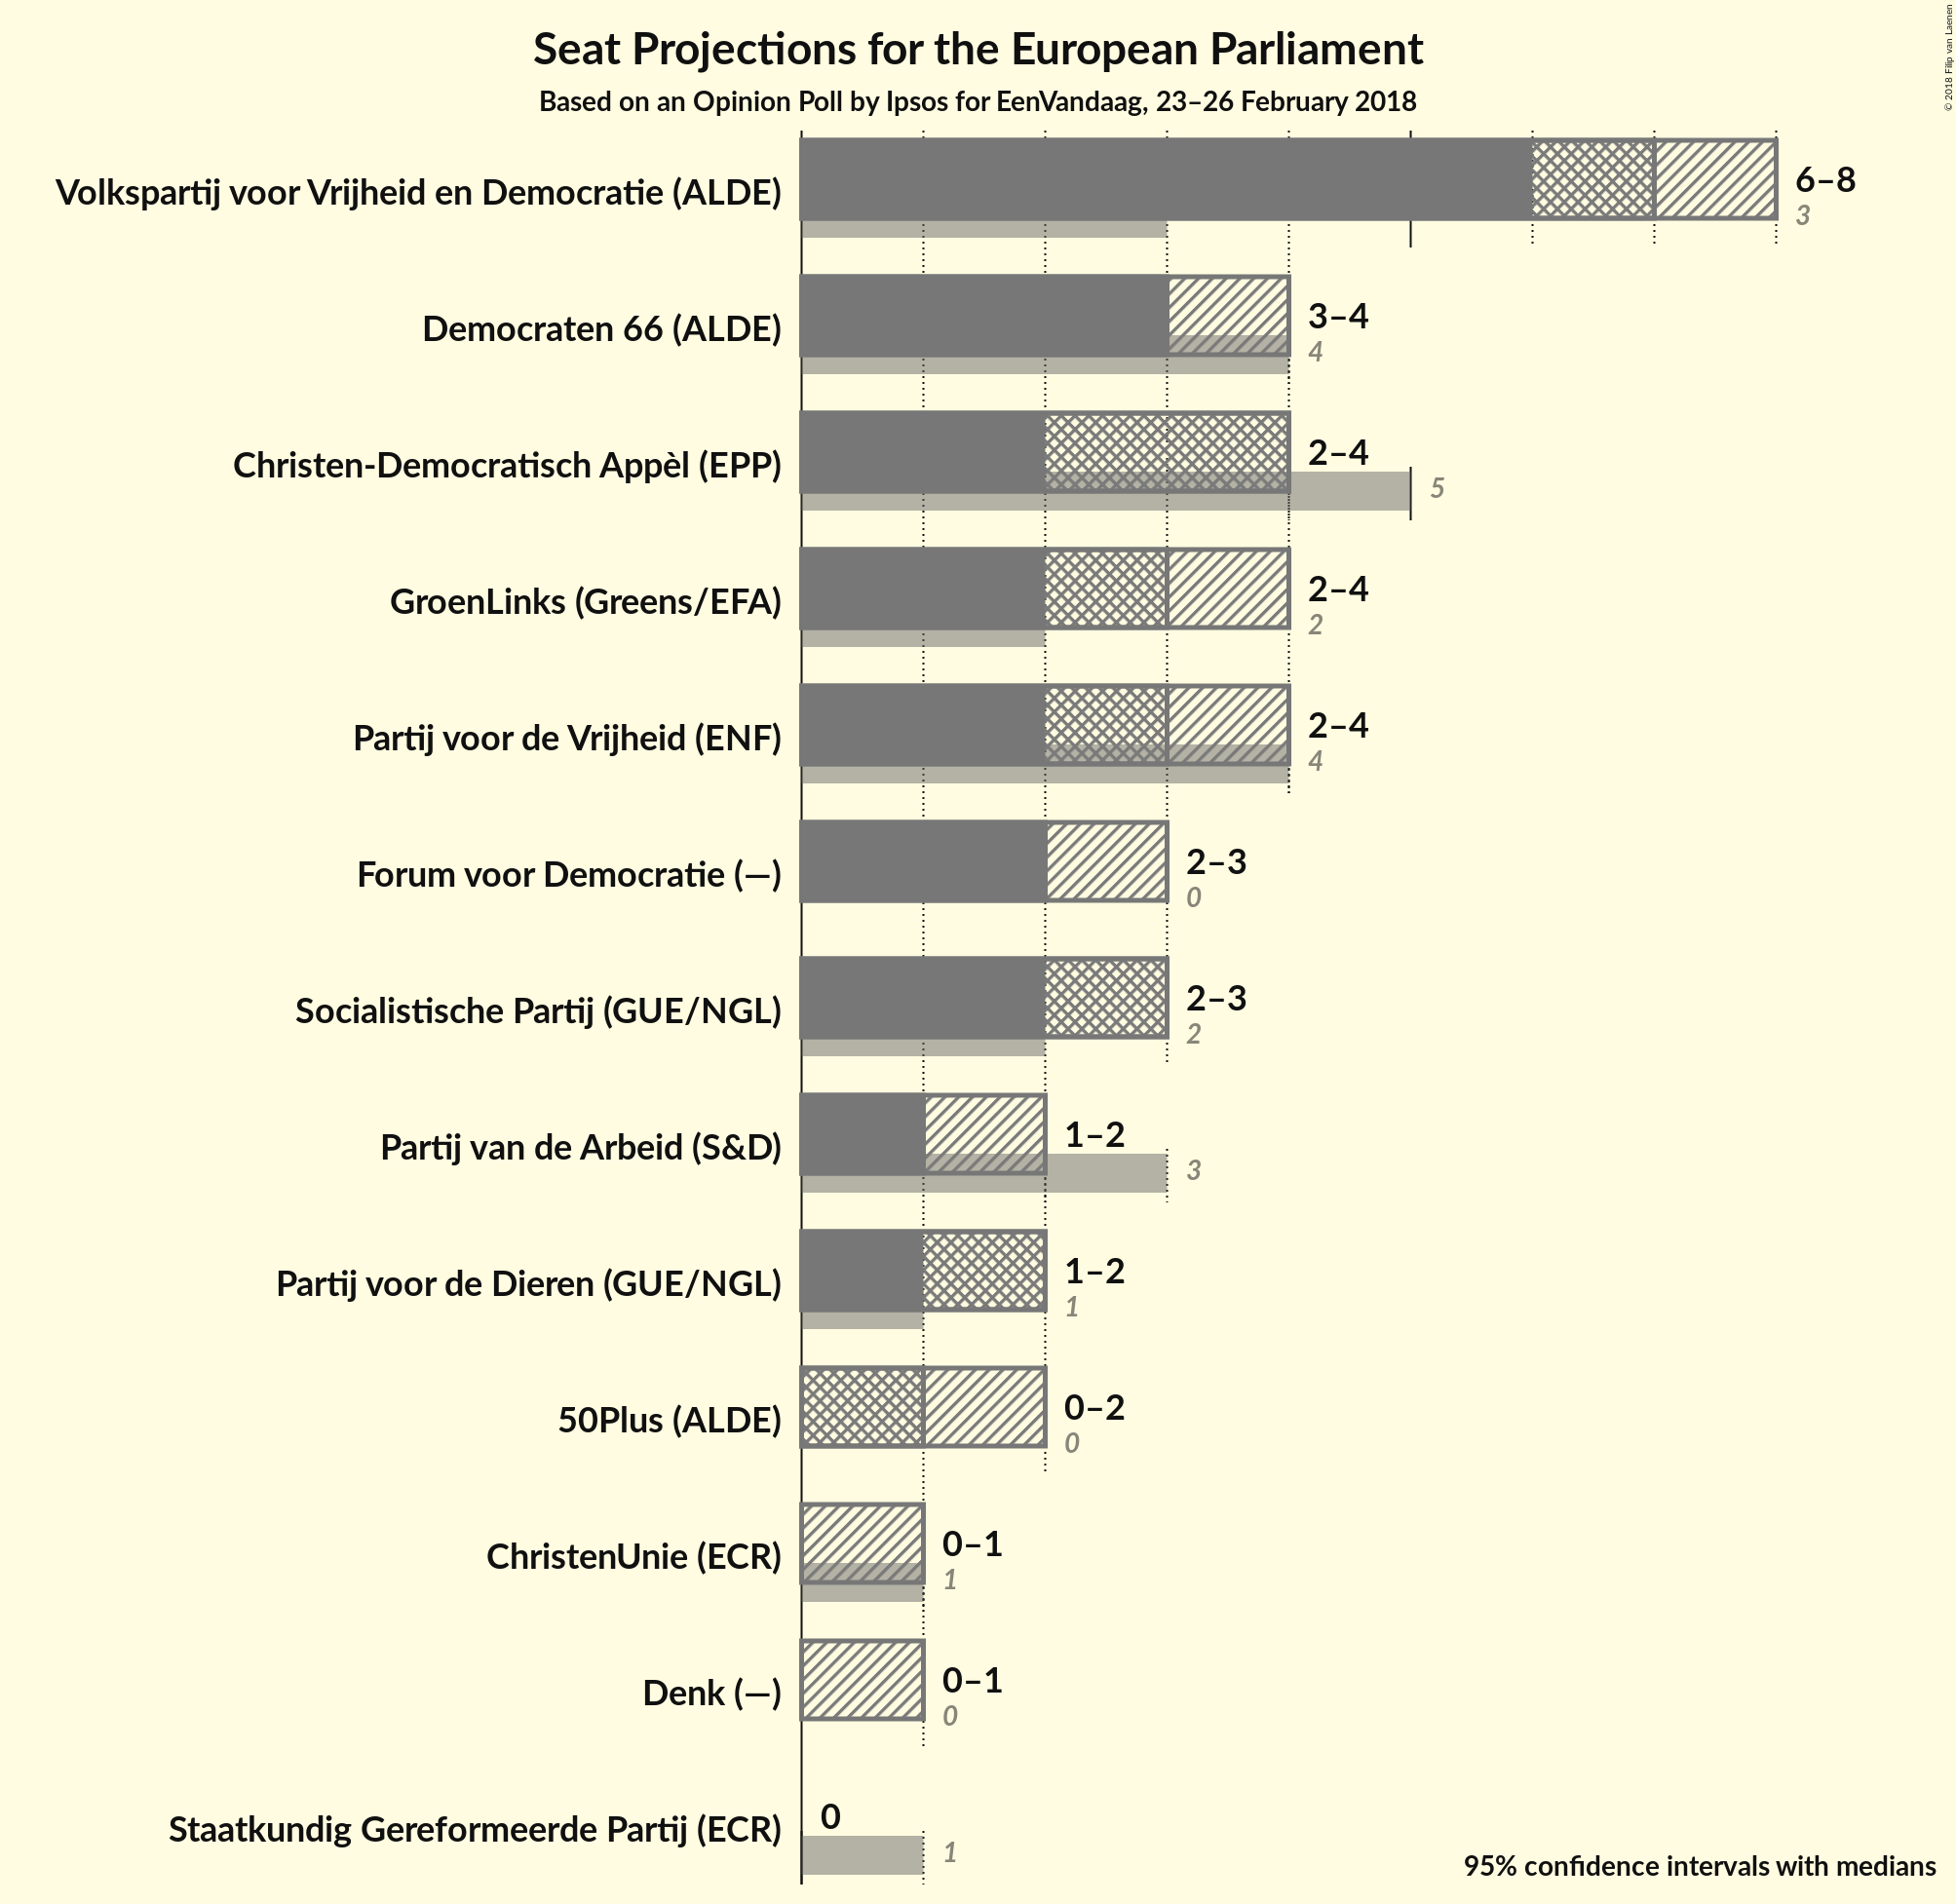 Seat Projections for the European Parliament
Based on an Opinion Poll by Ipsos for EenVandaag, 23–26 February 2018
© 2018 Filip van Laenen
Volkspartij voor Vrijheid en Democratie (ALDE)
6–8
3
Democraten 66 (ALDE)
3–4
4
Christen-Democratisch Appèl (EPP)
2–4
5
GroenLinks (Greens/EFA)
2–4
2
Partij voor de Vrijheid (ENF)
2–4
4
Forum voor Democratie (—)
2–3
0
Socialistische Partij (GUE/NGL)
2–3
2
Partij van de Arbeid (S&D)
1–2
3
Partij voor de Dieren (GUE/NGL)
1–2
1
50Plus (ALDE)
0–2
0
ChristenUnie (ECR)
0–1
1
Denk (—)
0–1
0
Staatkundig Gereformeerde Partij (ECR)
0
1
95% confidence intervals with medians